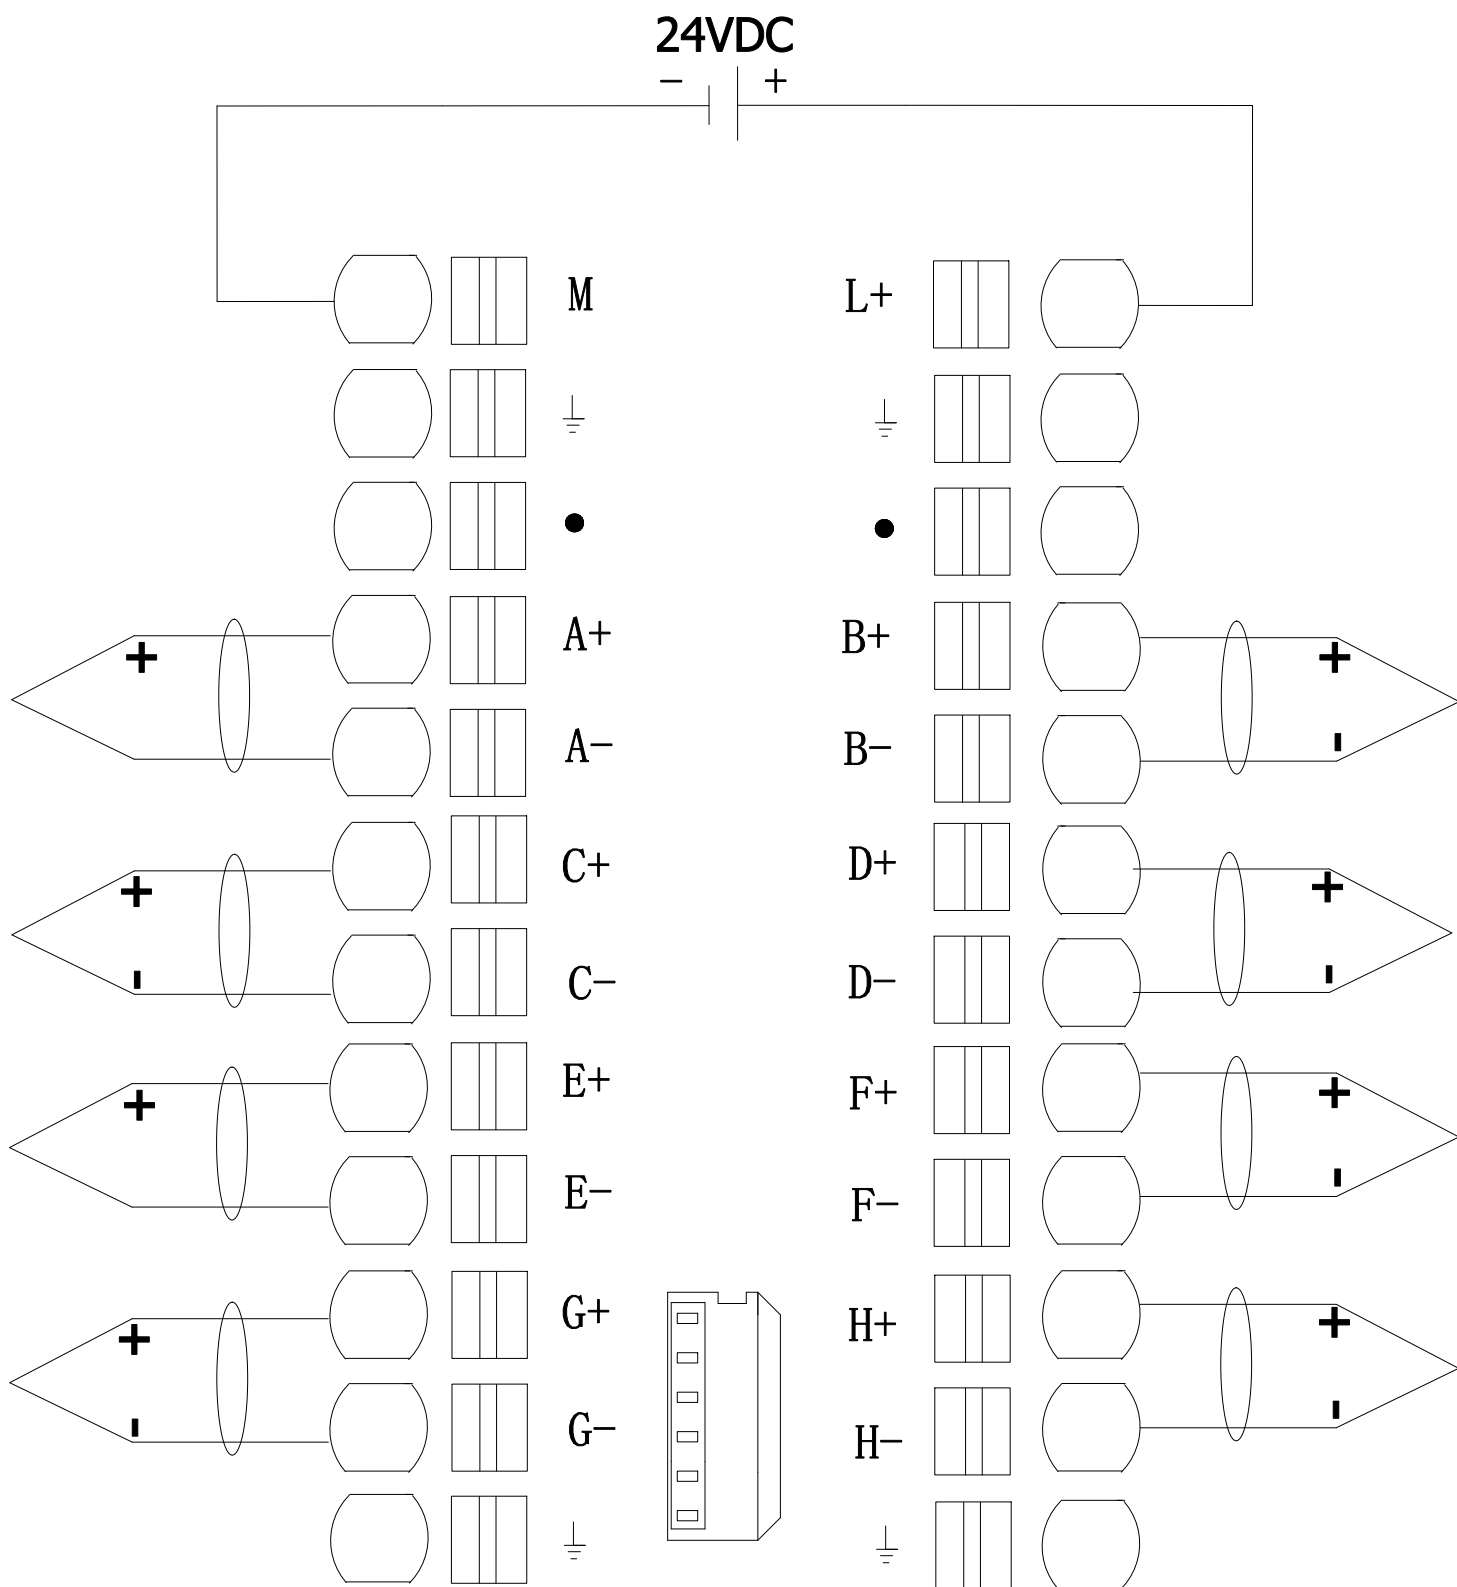 24VDC
- +
M L+
A+ B+
+ +
A- B-
-
C+ D+
+ +
C- D-
- -
E+ F+
+ +
E- F-
-
G+ H+
+ +
G- H-
- -